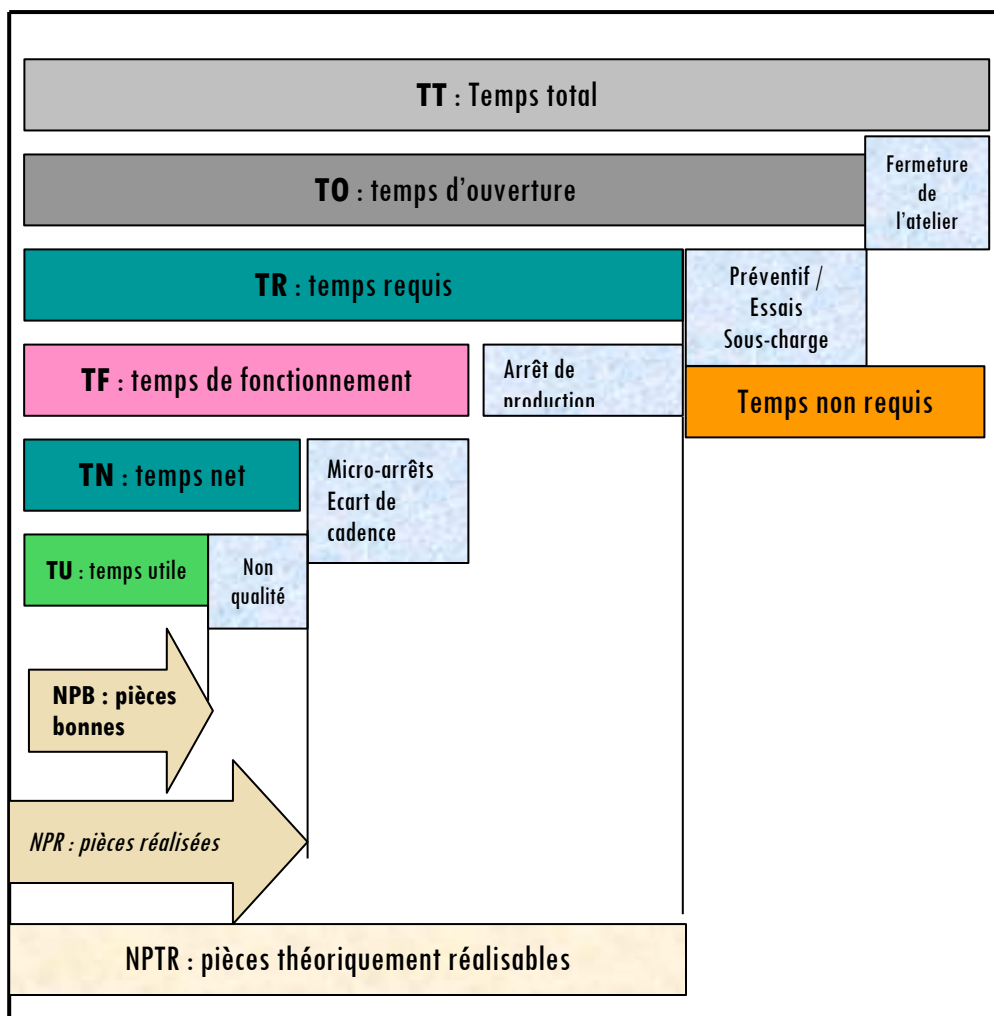 TT : Temps total
TO : temps d'ouverture
Fermeture
de
l'atelier
TR : temps requis
Préventif /
Essais
Sous-charge
TF : temps de fonctionnement
Arrêt de
production
Temps non requis
TN : temps net
Micro-arrêts
Ecart de
cadence
TU : temps utile
Non
qualité
NPB : pièces
bonnes
NPR : pièces réalisées
NPTR : pièces théoriquement réalisables